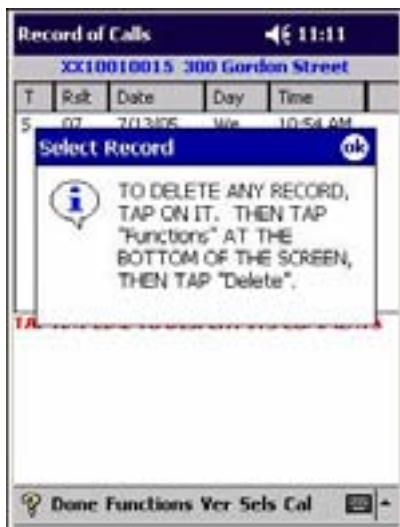 Record of Calls 11:11
XX10010015 300 Gordon Street
T Rslt Date Day Time
5 07 7/13/05 We 10:54 AM
Select Record ok
TO DELETE ANY RECORD,
TAP ON IT. THEN TAP
"Functions" AT THE
BOTTOM OF THE SCREEN,
THEN TAP "Delete".
Done Functions Ver Sels Cal